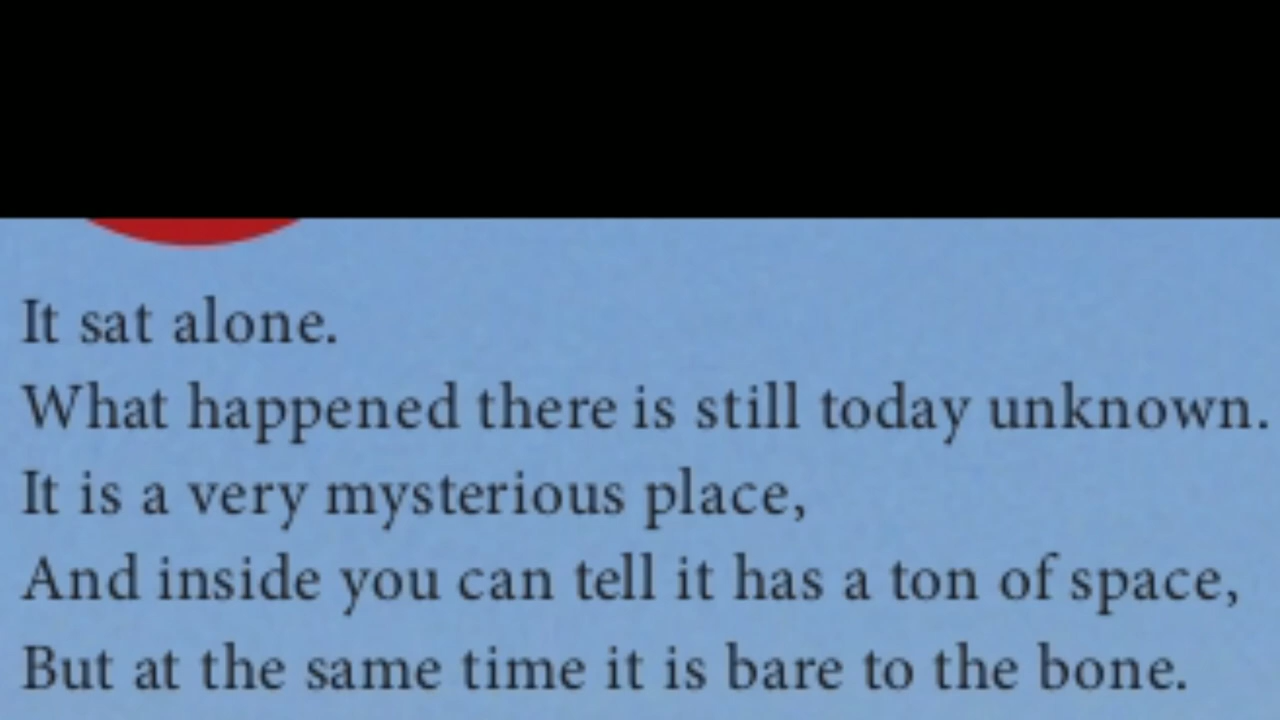 It sat alone.
What happened there is still today unknown.
It is a very mysterious place,
And inside you can tell it has a ton of space,
But at the same time it is bare to the bone.